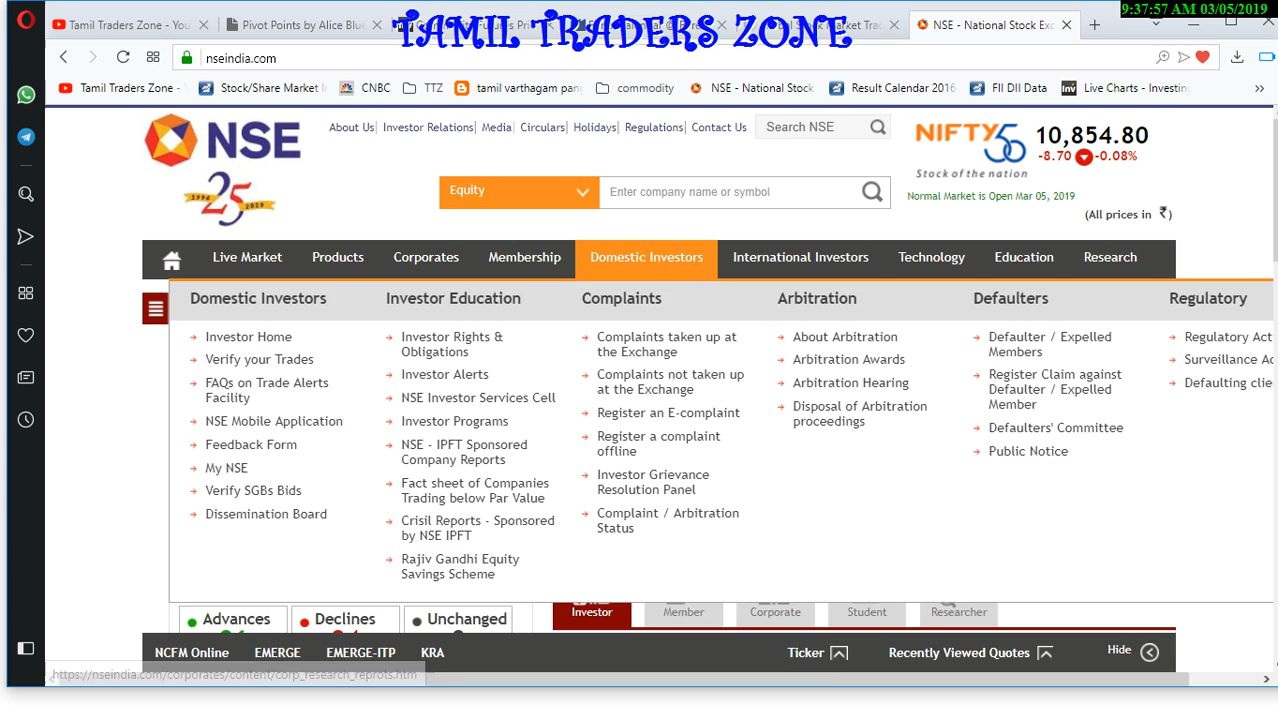 9:37:57 AM 03/05/2019
TAMIL TRADERS ZONE
Tamil Traders Zone - You
Pivot Points by Alice Blue
NSE - National Stock Exc
nseindia.com
Tamil Traders Zone -
Stock/Share Market I
CNBC
TTZ
tamil varthagam pan
commodity
NSE - National Stock
Result Calendar 2016
FII DII Data
Inv
Live Charts - Investing
NSE
1994 25 2019
About Us| Investor Relations| Media| Circulars| Holidays| Regulations| Contact Us
Search NSE
NIFTY50
Stock of the nation
10,854.80
-8.70 -0.08%
Equity
Enter company name or symbol
Normal Market is Open Mar 05, 2019
(All prices in ₹)
Live Market
Products
Corporates
Membership
Domestic Investors
International Investors
Technology
Education
Research
Domestic Investors
Investor Home
Verify your Trades
FAQs on Trade Alerts
Facility
NSE Mobile Application
Feedback Form
My NSE
Verify SGBs Bids
Dissemination Board
Investor Education
Investor Rights &
Obligations
Investor Alerts
NSE Investor Services Cell
Investor Programs
NSE - IPFT Sponsored
Company Reports
Fact sheet of Companies
Trading below Par Value
Crisil Reports - Sponsored
by NSE IPFT
Rajiv Gandhi Equity
Savings Scheme
Complaints
Complaints taken up at
the Exchange
Complaints not taken up
at the Exchange
Register an E-complaint
Register a complaint
offline
Investor Grievance
Resolution Panel
Complaint / Arbitration
Status
Arbitration
About Arbitration
Arbitration Awards
Arbitration Hearing
Disposal of Arbitration
proceedings
Defaulters
Defaulter / Expelled
Members
Register Claim against
Defaulter / Expelled
Member
Defaulters' Committee
Public Notice
Regulatory
Regulatory Act
Surveillance Ac
Defaulting clie
Advances
Declines
Unchanged
Investor
Member
Corporate
Student
Researcher
NCFM Online
EMERGE
EMERGE-ITP
KRA
Ticker
Recently Viewed Quotes
Hide
https://nseindia.com/corporates/content/corp_research_reprots.htm